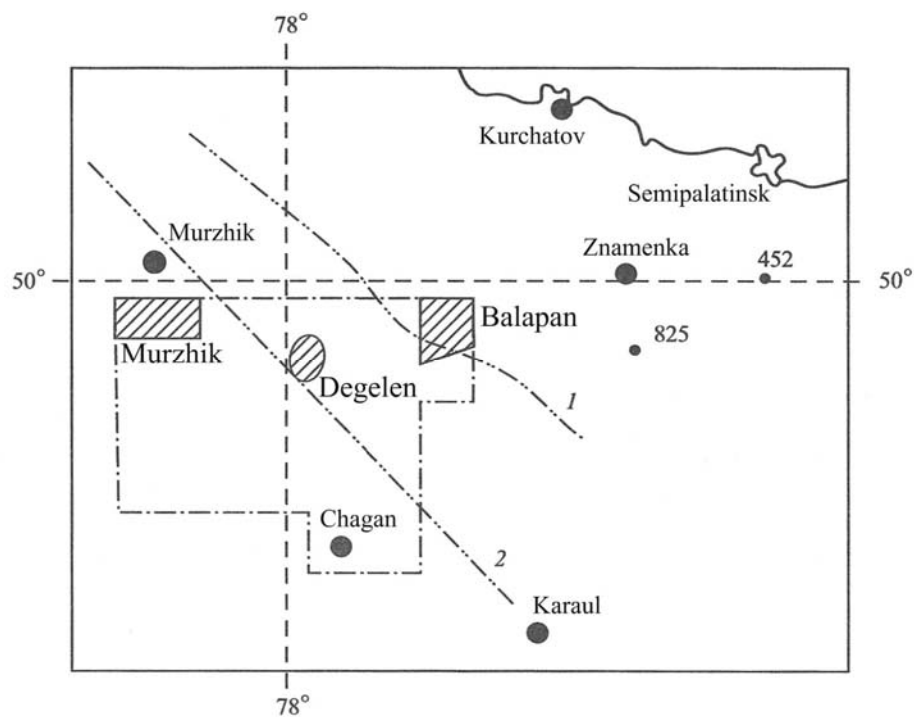 78°
Kurchatov
Semipalatinsk
Murzhik
Znamenka
452
50°
50°
Balapan
825
Murzhik
Degelen
1
Chagan
2
Karaul
78°